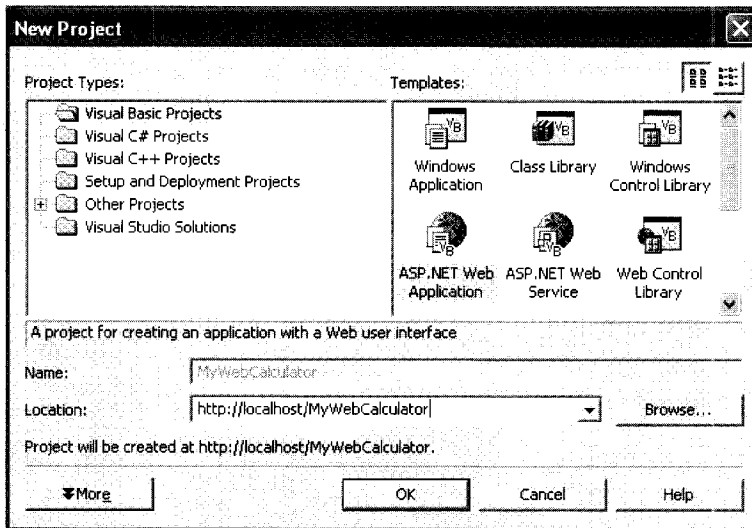 New Project
Project Types:
Templates:
Visual Basic Projects
Visual C# Projects
Visual C++ Projects
Setup and Deployment Projects
Other Projects
Visual Studio Solutions
Windows Application
Class Library
Windows Control Library
ASP.NET Web Application
ASP.NET Web Service
Web Control Library
A project for creating an application with a Web user interface
Name: MyWebCalculator
Location: http://localhost/MyWebCalculator Browse...
Project will be created at http://localhost/MyWebCalculator.
More OK Cancel Help